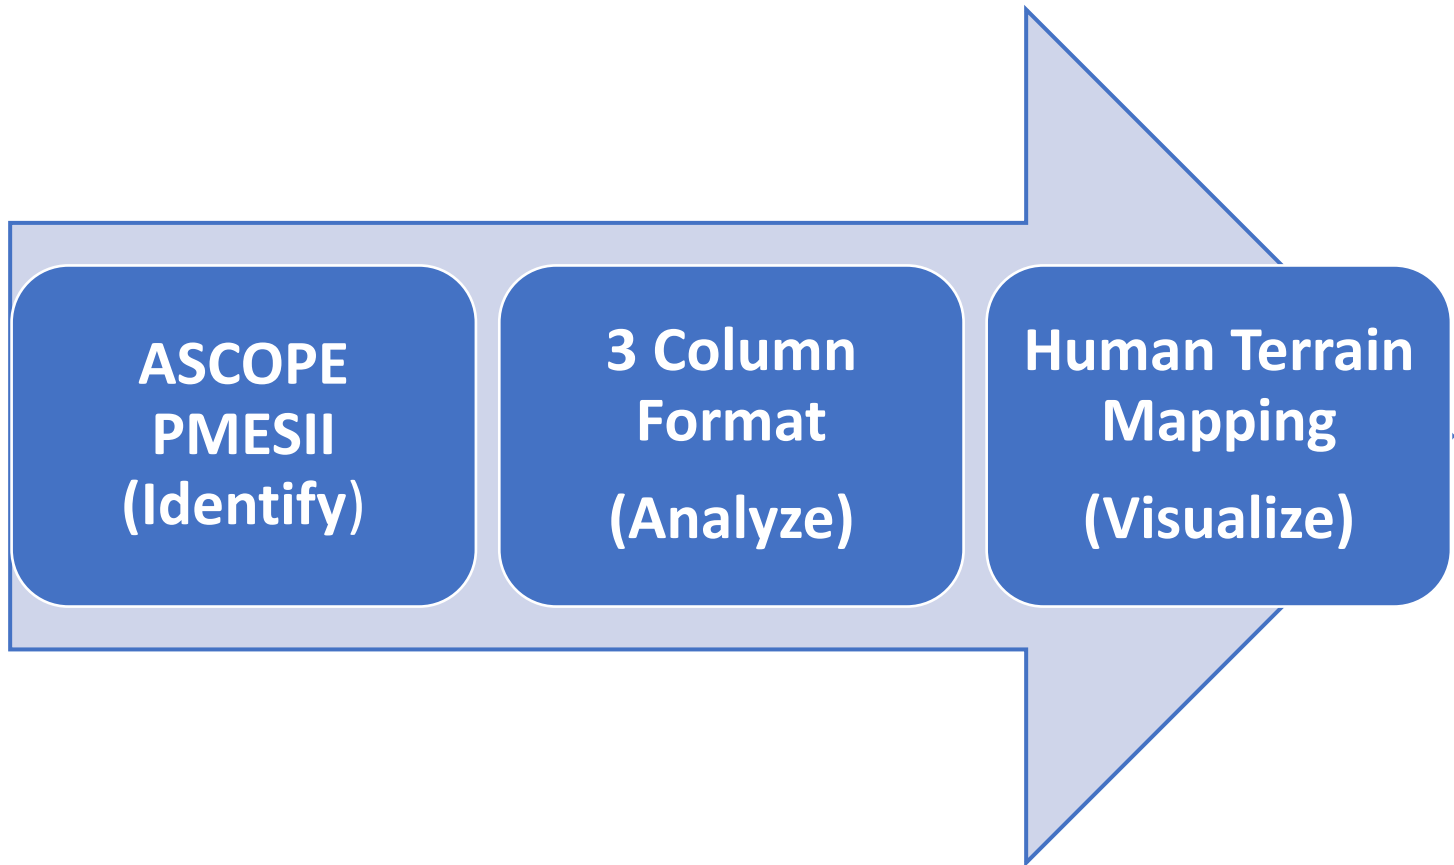 ASCOPE
PMESII
(Identify)
3 Column
Format
(Analyze)
Human Terrain
Mapping
(Visualize)